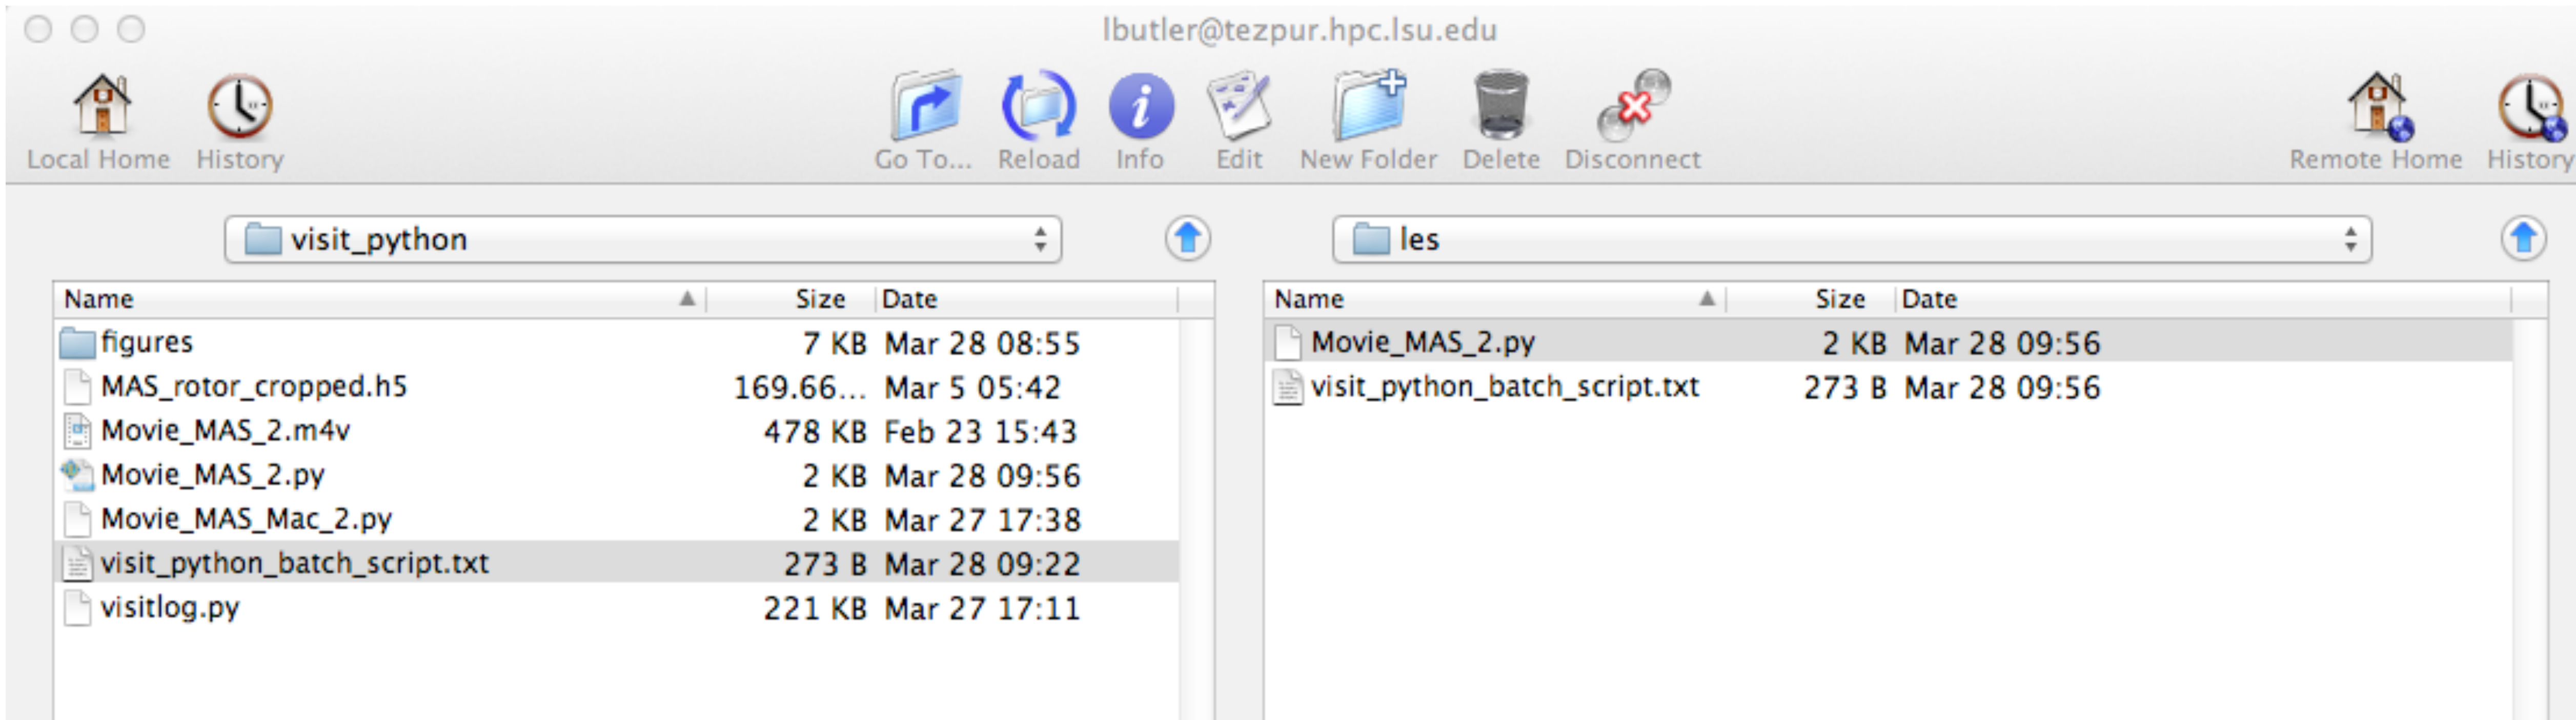 lbutler@tezpur.hpc.lsu.edu
Local Home History Go To... Reload Info Edit New Folder Delete Disconnect Remote Home History
visit_python
les
Name Size Date
figures 7 KB Mar 28 08:55
MAS_rotor_cropped.h5 169.66... Mar 5 05:42
Movie_MAS_2.m4v 478 KB Feb 23 15:43
Movie_MAS_2.py 2 KB Mar 28 09:56
Movie_MAS_Mac_2.py 2 KB Mar 27 17:38
visit_python_batch_script.txt 273 B Mar 28 09:22
visitlog.py 221 KB Mar 27 17:11
Name Size Date
Movie_MAS_2.py 2 KB Mar 28 09:56
visit_python_batch_script.txt 273 B Mar 28 09:56